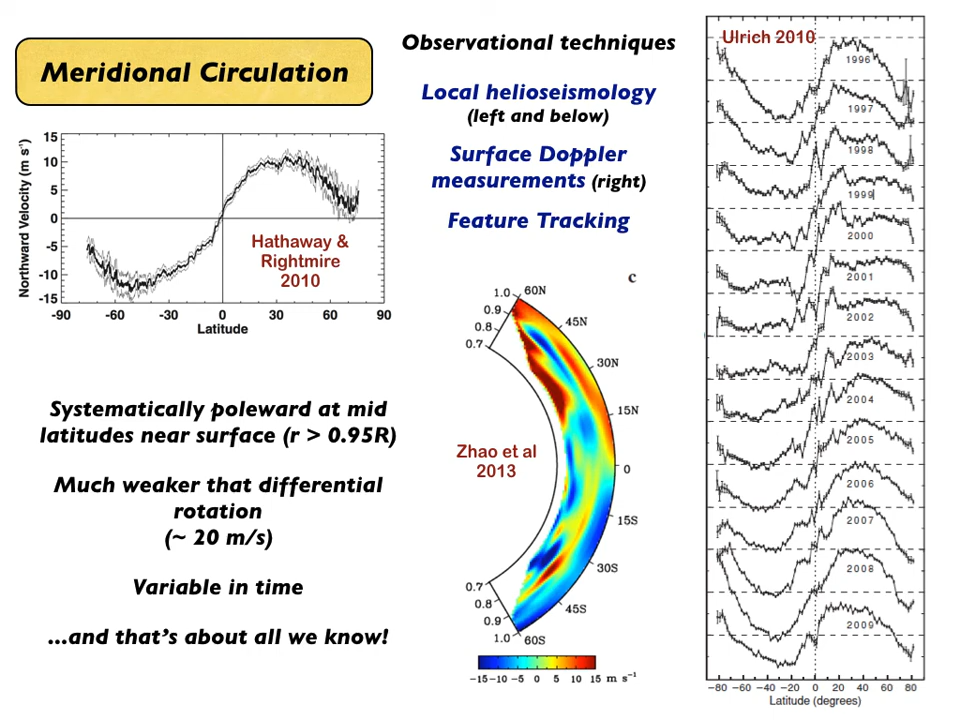 Meridional Circulation
Observational techniques
Local helioseismology
(left and below)
Surface Doppler
measurements (right)
Feature Tracking
15
10
5
0
-5
-10
-15
Northward Velocity (m s⁻¹)
-90 -60 -30 0 30 60 90
Latitude
Hathaway &
Rightmire
2010
Systematically poleward at mid
latitudes near surface (r > 0.95R)
Much weaker that differential
rotation
(~ 20 m/s)
Variable in time
...and that's about all we know!
c
1.0 60N
0.9
0.8
0.7
45N
30N
15N
0
15S
30S
45S
60S
0.7
0.8
0.9
1.0
Zhao et al
2013
-15 -10 -5 0 5 10 15 m s⁻¹
Ulrich 2010
1996
1997
1998
1999
2000
2001
2002
2003
2004
2005
2006
2007
2008
2009
-80 -60 -40 -20 0 20 40 60 80
Latitude (degrees)